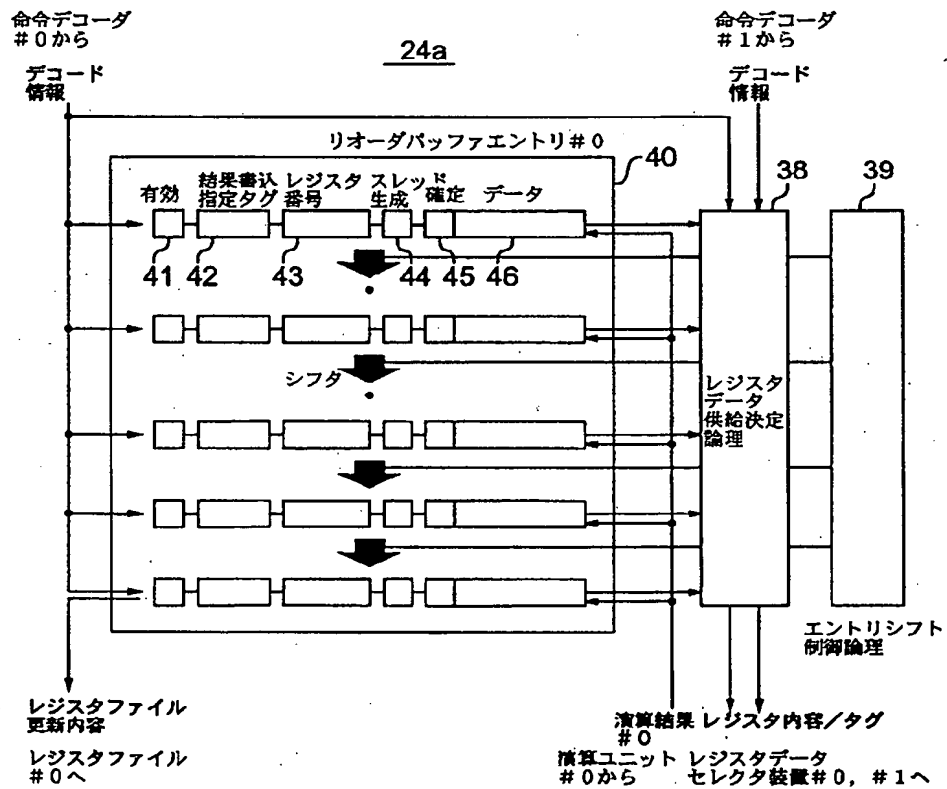 命令デコーダ
#0から
デコード
情報
24a
命令デコーダ
#1から
デコード
情報
リオーダバッファエントリ#0
40
38
39
有効
結果書込
指定タグ
レジスタ
番号
スレッド
生成
確定
データ
41
42
43
44
45
46
シフタ
レジスタ
データ
供給決定
論理
エントリシフト
制御論理
レジスタファイル
更新内容
レジスタファイル
#0へ
演算結果
#0
演算ユニット
#0から
レジスタ内容/タグ
レジスタデータ
セレクタ装置#0,#1へ